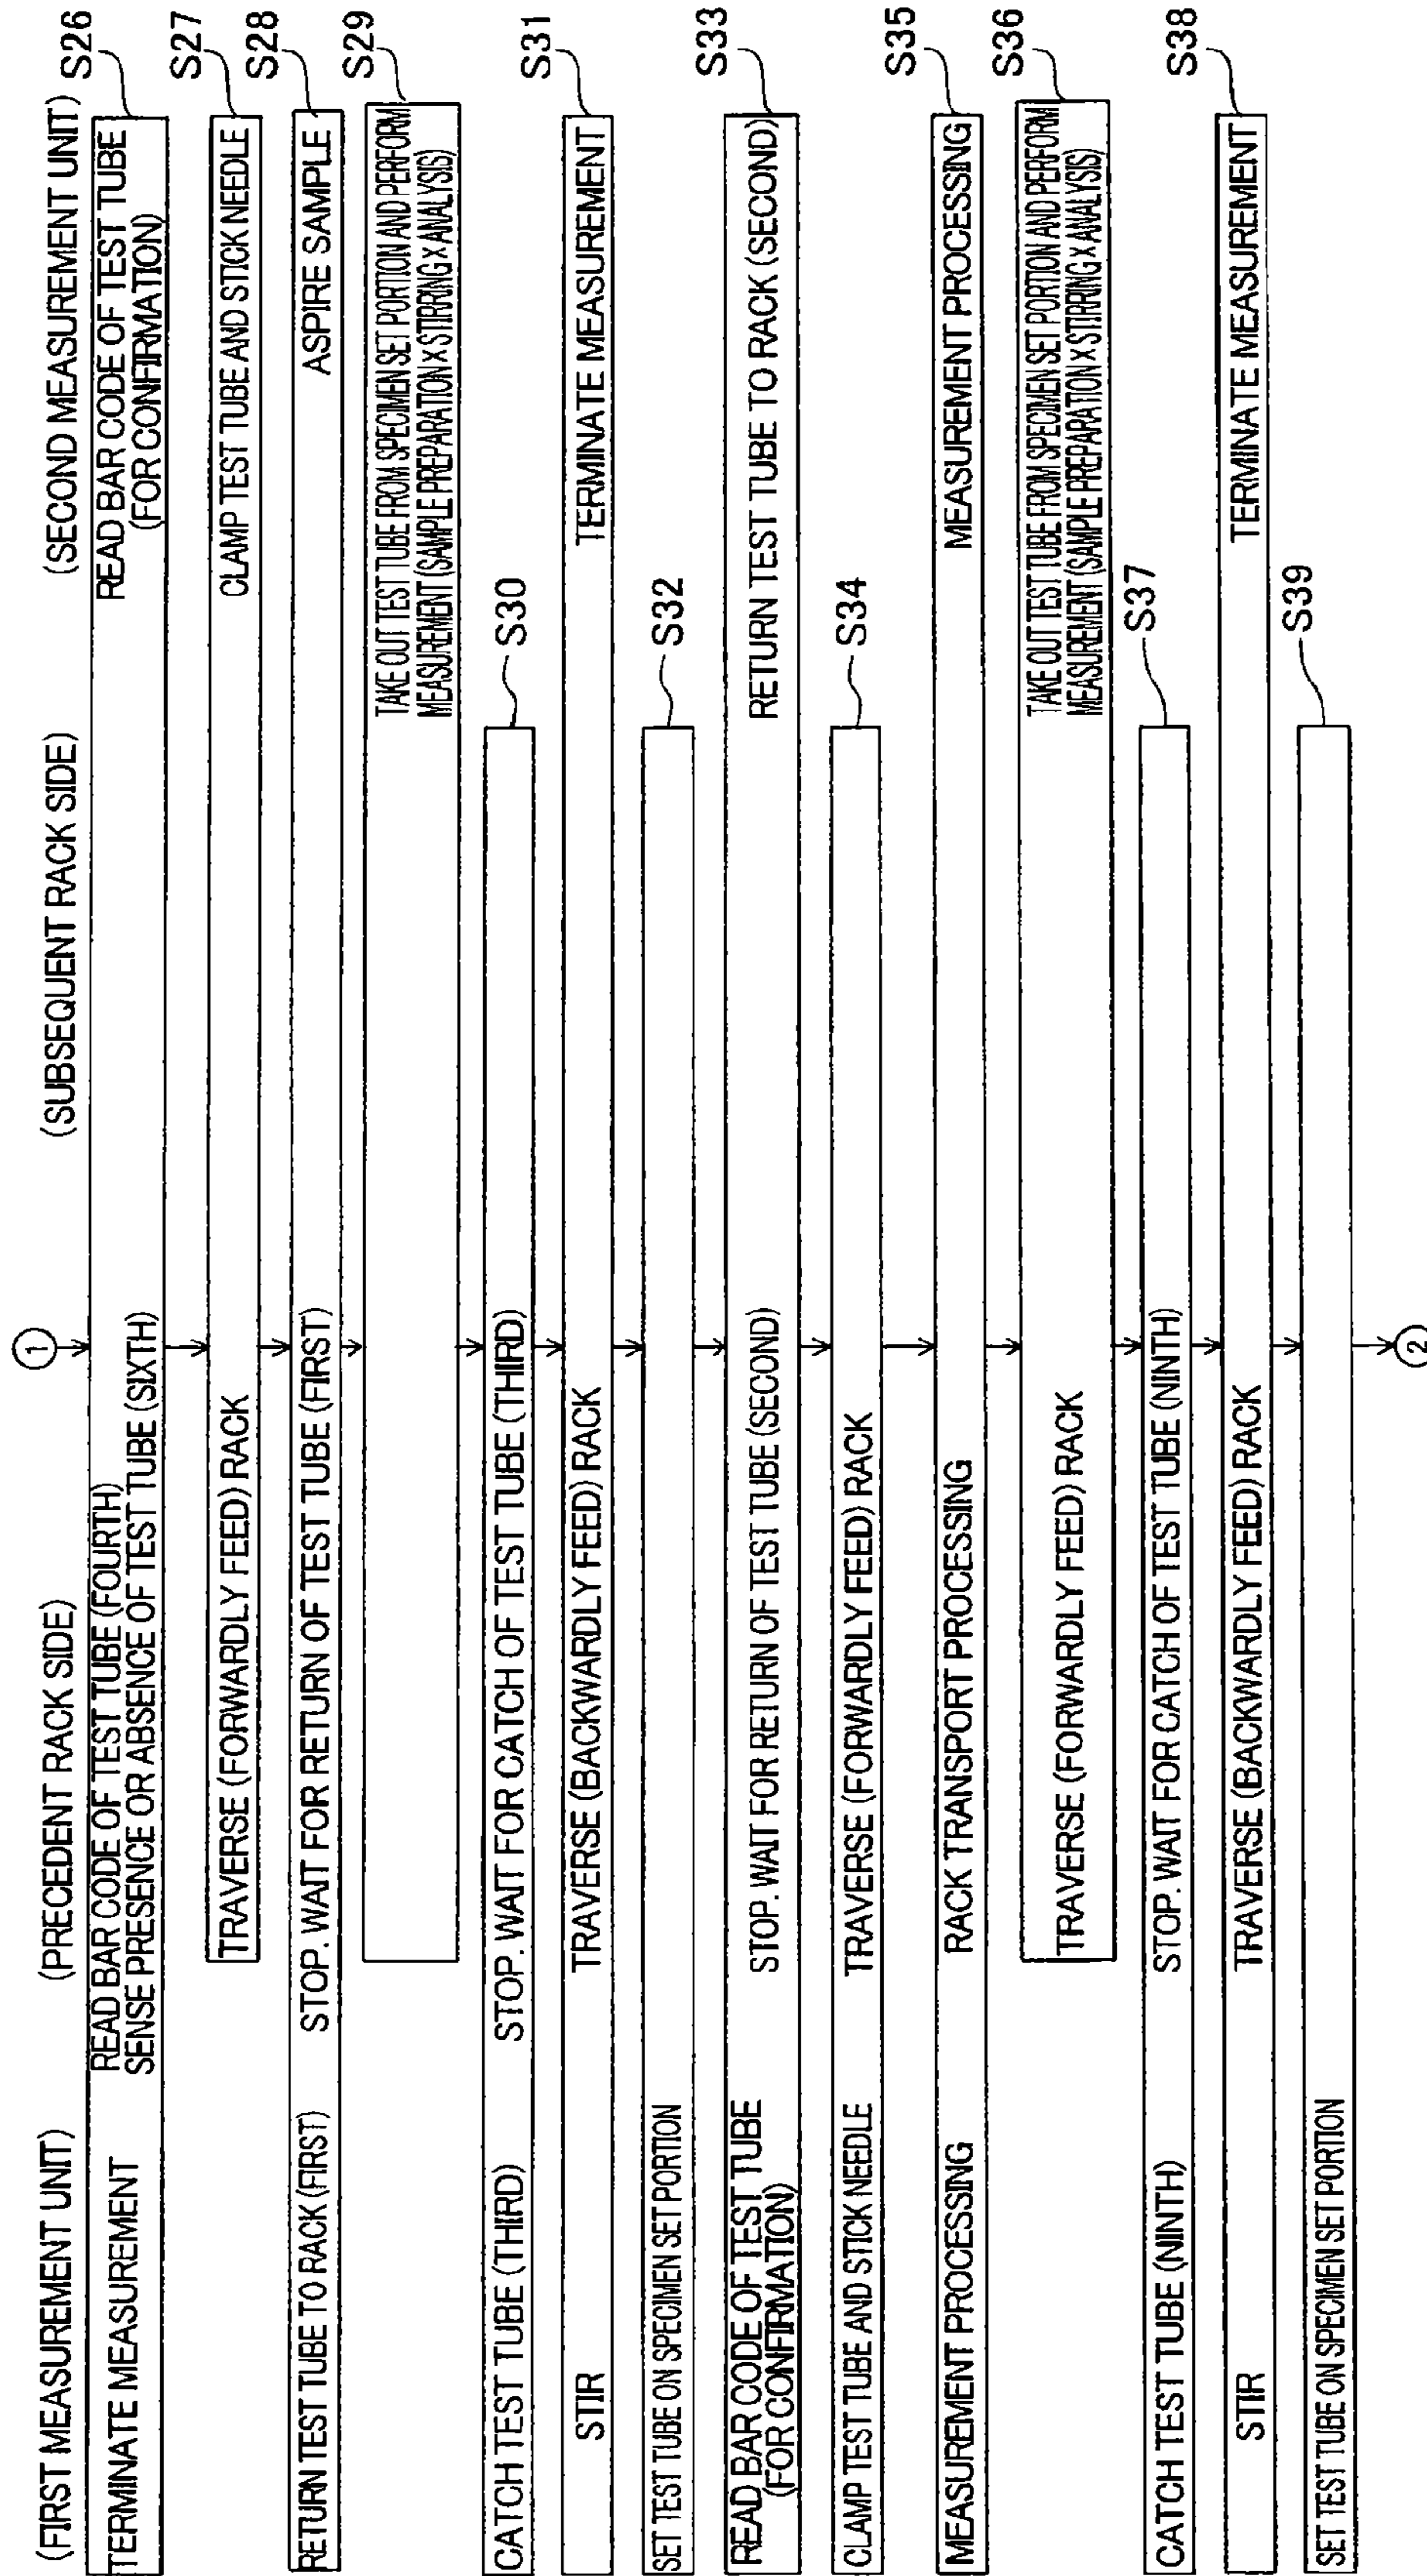 1
(FIRST MEASUREMENT UNIT)
(PRECEDENT RACK SIDE)
(SUBSEQUENT RACK SIDE)
(SECOND MEASUREMENT UNIT)
TERMINATE MEASUREMENT
READ BAR CODE OF TEST TUBE (FOURTH)
SENSE PRESENCE OR ABSENCE OF TEST TUBE (SIXTH)
READ BAR CODE OF TEST TUBE
(FOR CONFIRMATION)
S26
TRAVERSE (FORWARDLY FEED) RACK
CLAMP TEST TUBE AND STICK NEEDLE
S27
RETURN TEST TUBE TO RACK (FIRST)
STOP. WAIT FOR RETURN OF TEST TUBE (FIRST)
ASPIRE SAMPLE
S28
TAKE OUT TEST TUBE FROM SPECIMEN SET PORTION AND PERFORM
MEASUREMENT (SAMPLE PREPARATION x STIRRING x ANALYSIS)
S29
CATCH TEST TUBE (THIRD)
STOP. WAIT FOR CATCH OF TEST TUBE (THIRD)
S30
STIR
TRAVERSE (BACKWARDLY FEED) RACK
TERMINATE MEASUREMENT
S31
SET TEST TUBE ON SPECIMEN SET PORTION
S32
READ BAR CODE OF TEST TUBE
(FOR CONFIRMATION)
STOP. WAIT FOR RETURN OF TEST TUBE (SECOND)
RETURN TEST TUBE TO RACK (SECOND)
S33
CLAMP TEST TUBE AND STICK NEEDLE
TRAVERSE (FORWARDLY FEED) RACK
S34
MEASUREMENT PROCESSING
RACK TRANSPORT PROCESSING
MEASUREMENT PROCESSING
S35
TRAVERSE (FORWARDLY FEED) RACK
TAKE OUT TEST TUBE FROM SPECIMEN SET PORTION AND PERFORM
MEASUREMENT (SAMPLE PREPARATION x STIRRING x ANALYSIS)
S36
CATCH TEST TUBE (NINTH)
STOP. WAIT FOR CATCH OF TEST TUBE (NINTH)
S37
STIR
TRAVERSE (BACKWARDLY FEED) RACK
TERMINATE MEASUREMENT
S38
SET TEST TUBE ON SPECIMEN SET PORTION
S39
2